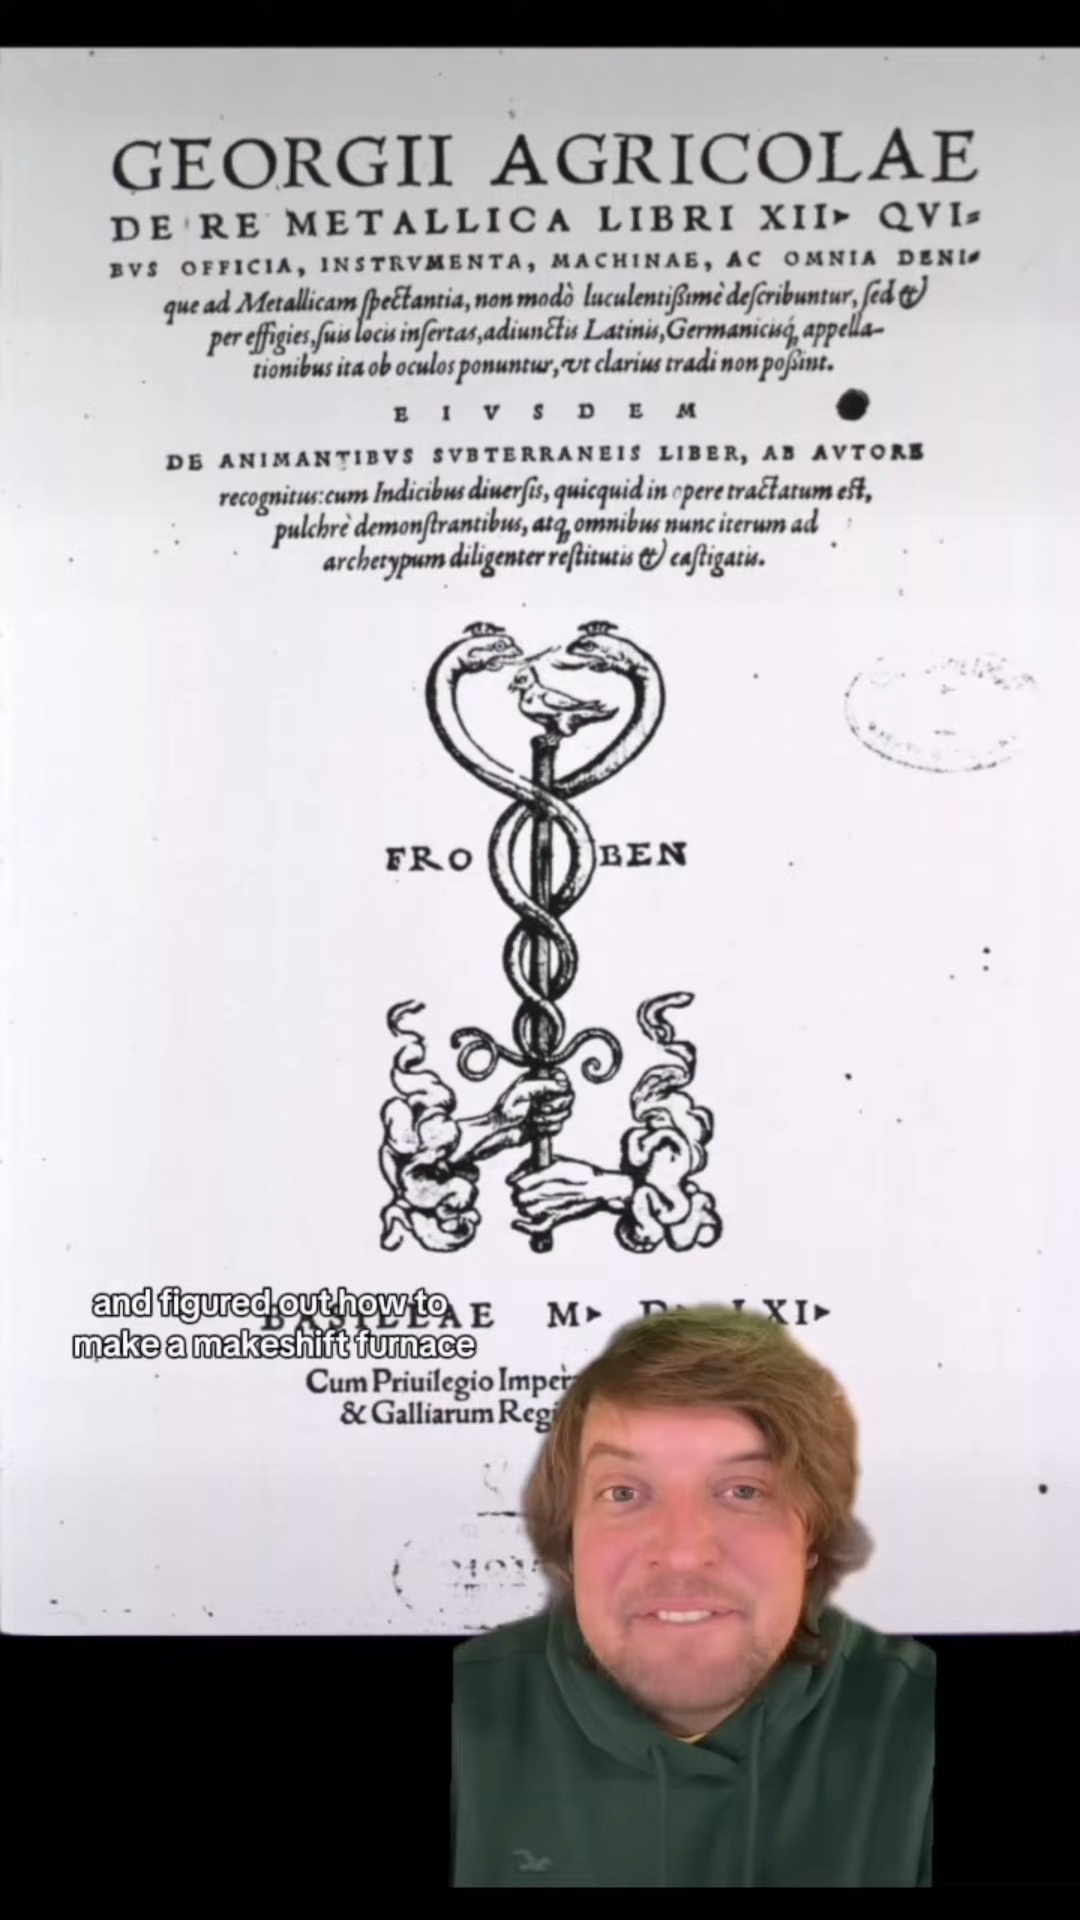 GEORGII AGRICOLAE
DE RE METALLICA LIBRI XII▸ QVI=
BVS OFFICIA, INSTRVMENTA, MACHINAE, AC OMNIA DENI=
que ad Metallicam ſpectantia, non modò luculentißimè deſcribuntur, ſed &
per effigies, ſuis locis inſertas, adiunctis Latinis, Germanicisq́; appella-
tionibus ita ob oculos ponuntur, vt clarius tradi non poßint.
EIVSDEM
DE ANIMANTIBVS SVBTERRANEIS LIBER, AB AVTORE
recognitus: cum Indicibus diuerſis, quicquid in opere tractatum eſt,
pulchrè demonſtrantibus, atq; omnibus nunc iterum ad
archetypum diligenter reſtitutis & caſtigatis.
FRO BEN
and figured out how to
make a makeshift furnace
BASILEAE M▸ D▸ LXI▸
Cum Priuilegio
& Galliarum